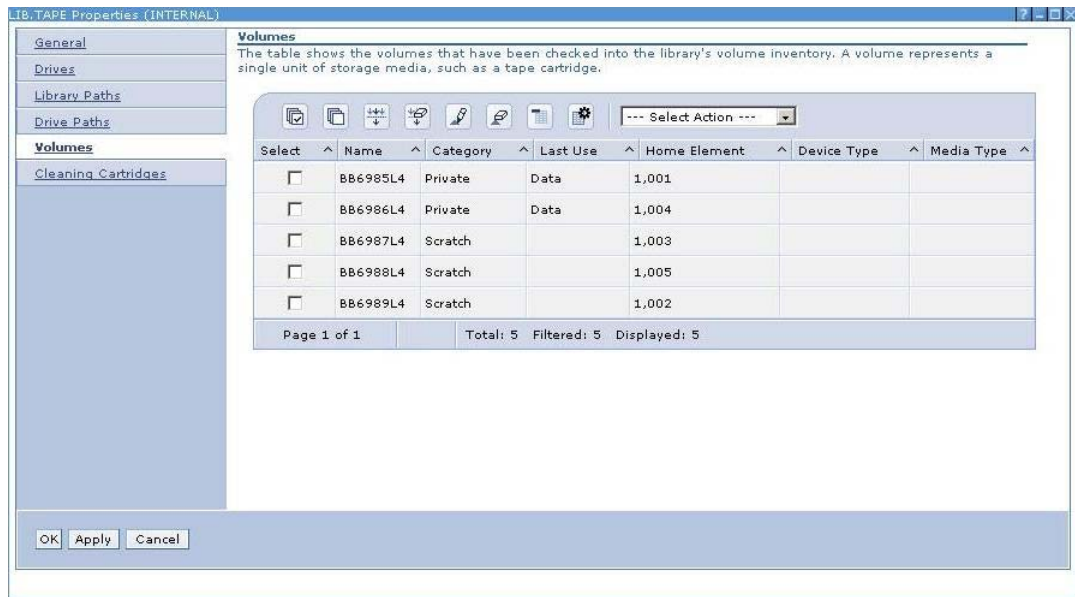 LIB.TAPE Properties (INTERNAL)
General
Drives
Library Paths
Drive Paths
Volumes
Cleaning Cartridges
Volumes
The table shows the volumes that have been checked into the library's volume inventory. A volume represents a
single unit of storage media, such as a tape cartridge.
--- Select Action ---
Select Name Category Last Use Home Element Device Type Media Type
BB6985L4 Private Data 1,001
BB6986L4 Private Data 1,004
BB6987L4 Scratch 1,003
BB6988L4 Scratch 1,005
BB6989L4 Scratch 1,002
Page 1 of 1 Total: 5 Filtered: 5 Displayed: 5
OK Apply Cancel